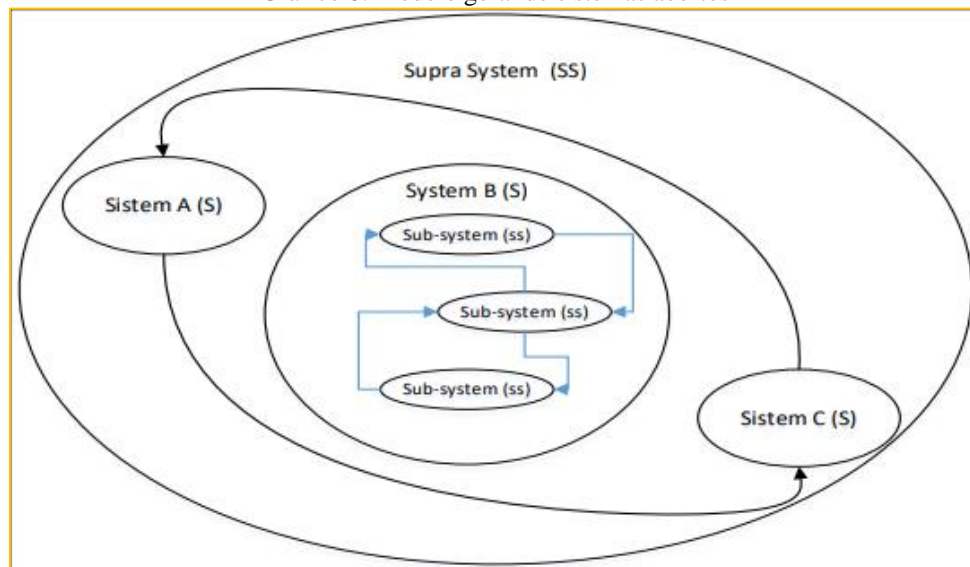 Supra System (SS)
Sistem A (S)
System B (S)
Sub-system (ss)
Sub-system (ss)
Sub-system (ss)
Sistem C (S)